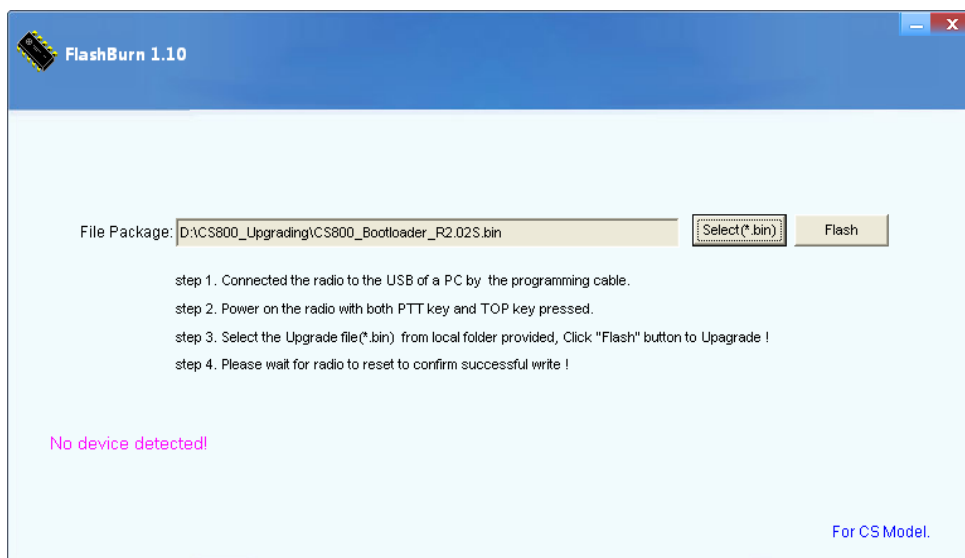 FlashBurn 1.10
File Package:
D:\CS800_Upgrading\CS800_Bootloader_R2.02S.bin
Select(*.bin)
Flash
step 1. Connected the radio to the USB of a PC by the programming cable.
step 2. Power on the radio with both PTT key and TOP key pressed.
step 3. Select the Upgrade file(*.bin) from local folder provided, Click "Flash" button to Upagrade !
step 4. Please wait for radio to reset to confirm successful write !
No device detected!
For CS Model.